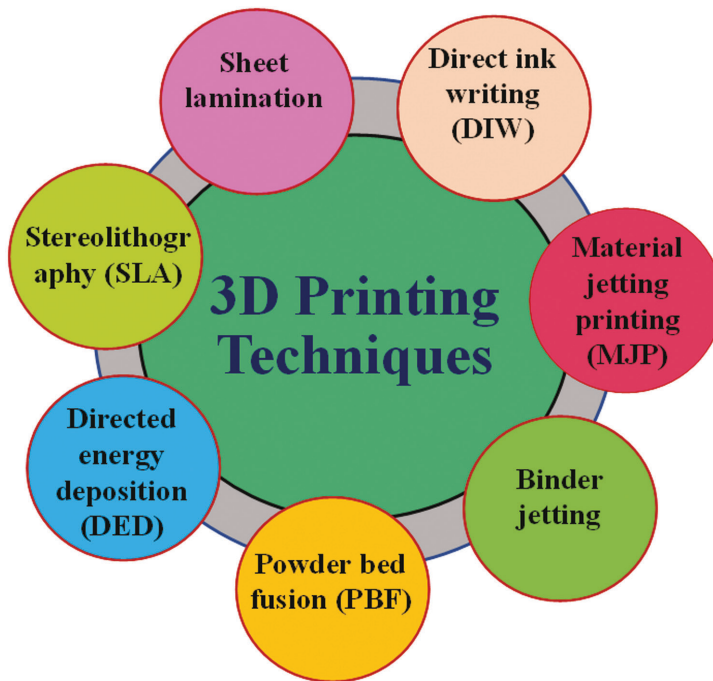 Sheet
lamination
Direct ink
writing
(DIW)
Stereolithogr
aphy (SLA)
Material
jetting
printing
(MJP)
3D Printing
Techniques
Directed
energy
deposition
(DED)
Binder
jetting
Powder bed
fusion (PBF)